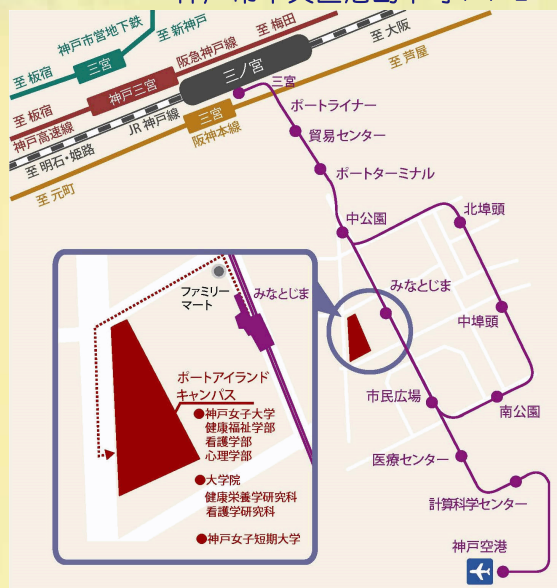 神戸市営地下鉄
至 新神戸
至 板宿
三宮
阪急神戸線
至 梅田
至 板宿
神戸三宮
三ノ宮
至 大阪
神戸高速線
JR 神戸線
至 明石・姫路
三宮
阪神本線
至 芦屋
至 元町
三宮
ポートライナー
貿易センター
ポートターミナル
中公園
北埠頭
みなとじま
中埠頭
市民広場
南公園
医療センター
計算科学センター
神戸空港
ファミリー
マート
みなとじま
ポートアイランド
キャンパス
●神戸女子大学
健康福祉学部
看護学部
心理学部
●大学院
健康栄養学研究科
看護学研究科
●神戸女子短期大学